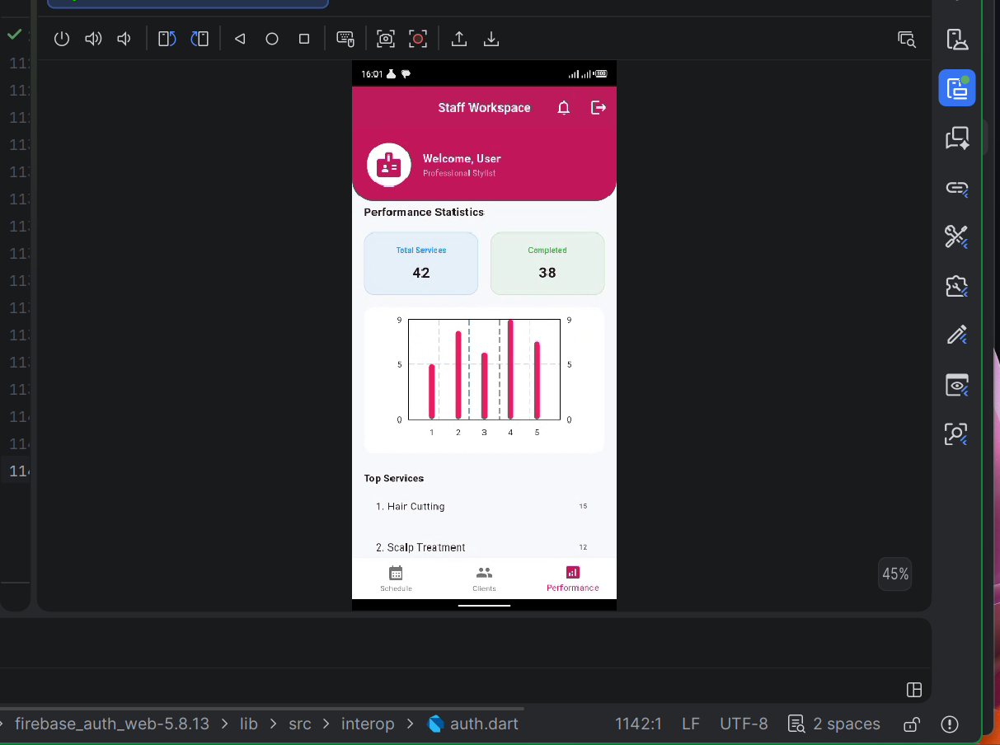 16:01
100
Staff Workspace
Welcome, User
Professional Stylist
Performance Statistics
Total Services
42
Completed
38
9 9
5 5
0 0
1 2 3 4 5
Top Services
1. Hair Cutting 15
2. Scalp Treatment 12
Schedule Clients Performance
45%
firebase_auth_web-5.8.13 > lib > src > interop > auth.dart 1142:1 LF UTF-8 2 spaces